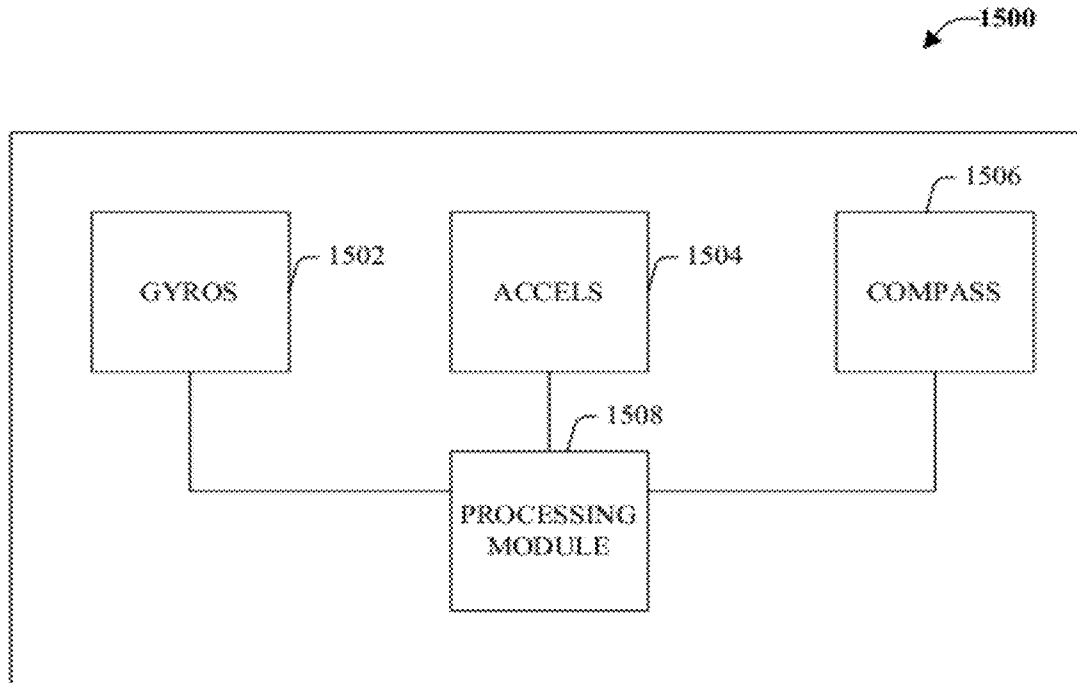 1500
1506
1502
1504
GYROS
ACCELS
COMPASS
1508
PROCESSING
MODULE